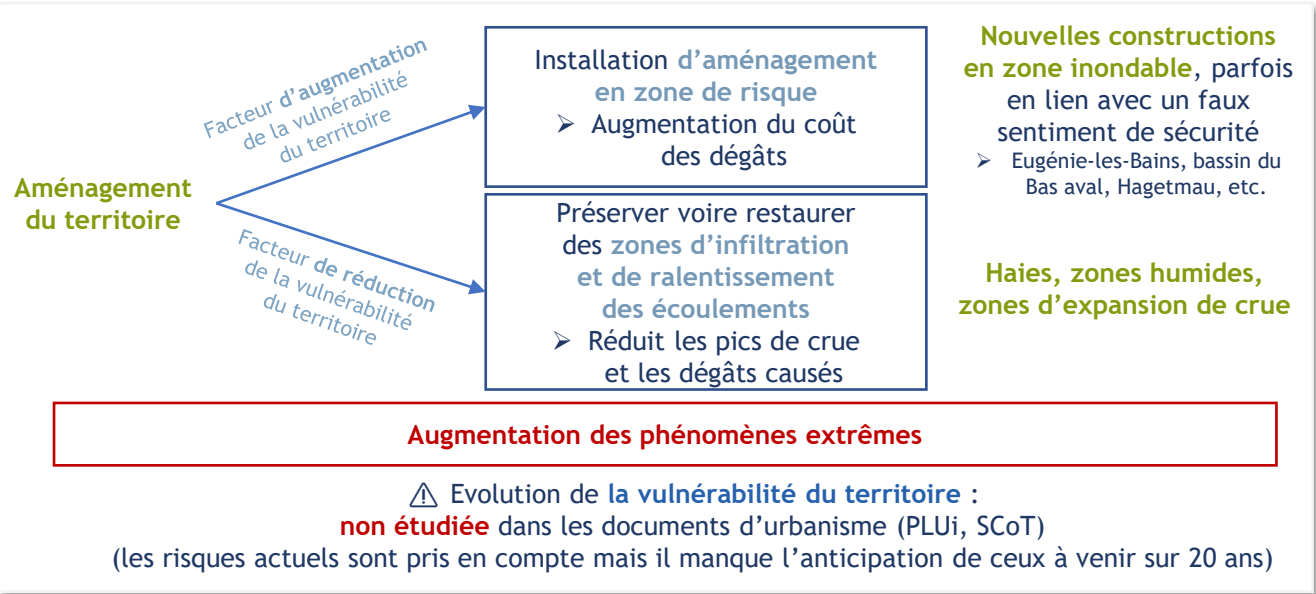 Aménagement
du territoire
Facteur d’augmentation
de la vulnérabilité
du territoire
Installation d’aménagement
en zone de risque
➢ Augmentation du coût
des dégâts
Nouvelles constructions
en zone inondable, parfois
en lien avec un faux
sentiment de sécurité
➢ Eugénie-les-Bains, bassin du
Bas aval, Hagetmau, etc.
Facteur de réduction
de la vulnérabilité
du territoire
Préserver voire restaurer
des zones d’infiltration
et de ralentissement
des écoulements
➢ Réduit les pics de crue
et les dégâts causés
Haies, zones humides,
zones d’expansion de crue
Augmentation des phénomènes extrêmes
⚠ Evolution de la vulnérabilité du territoire :
non étudiée dans les documents d’urbanisme (PLUi, SCoT)
(les risques actuels sont pris en compte mais il manque l’anticipation de ceux à venir sur 20 ans)